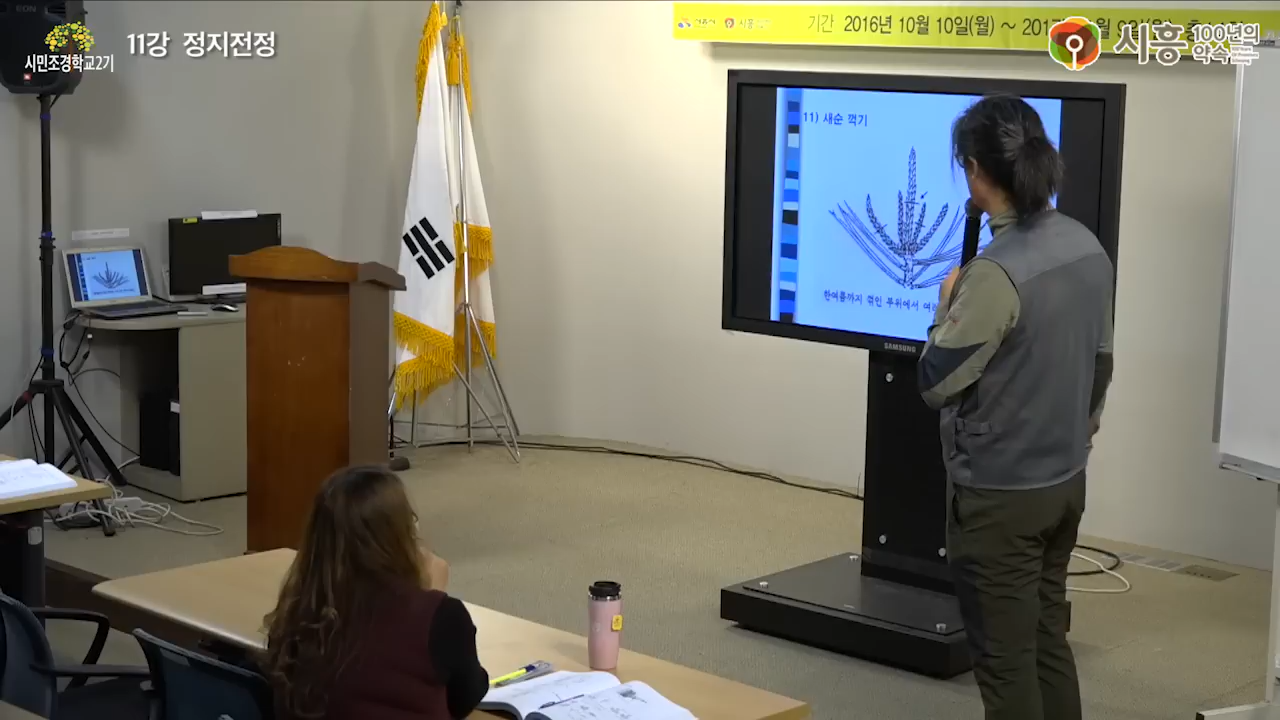 시민조경학교2기
11강 정지전정
기간 2016년 10월 10일(월) ~ 201
시흥 100년의
약속
11) 새순 꺾기
한여름까지 꺾인 부위에서 여러
SAMSUNG